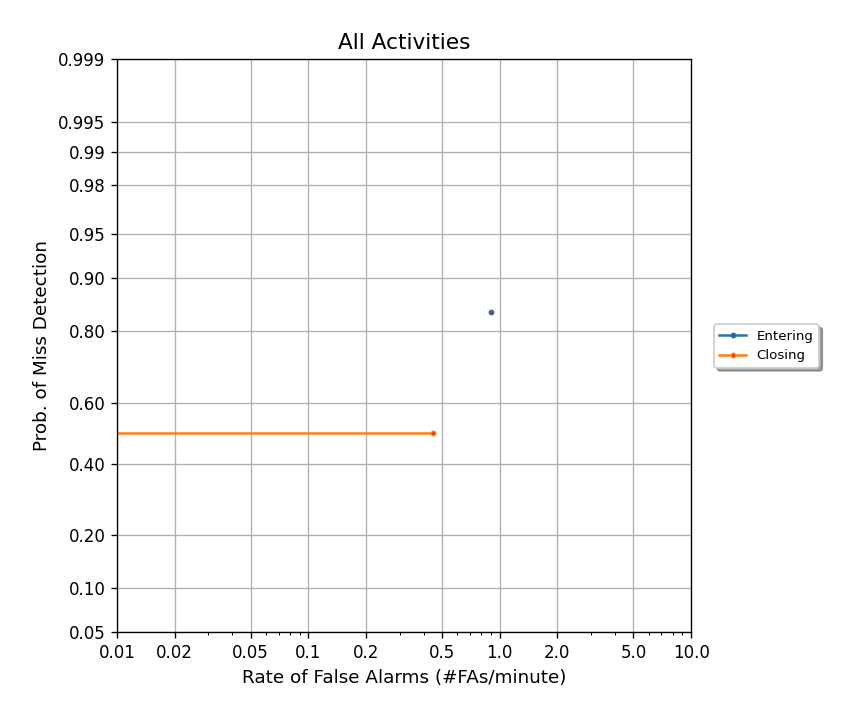 All Activities
0.999
0.995
0.99
0.98
0.95
0.90
0.80
0.60
0.40
0.20
0.10
0.05
Prob. of Miss Detection
0.01 0.02 0.05 0.1 0.2 0.5 1.0 2.0 5.0 10.0
Rate of False Alarms (#FAs/minute)
Entering
Closing